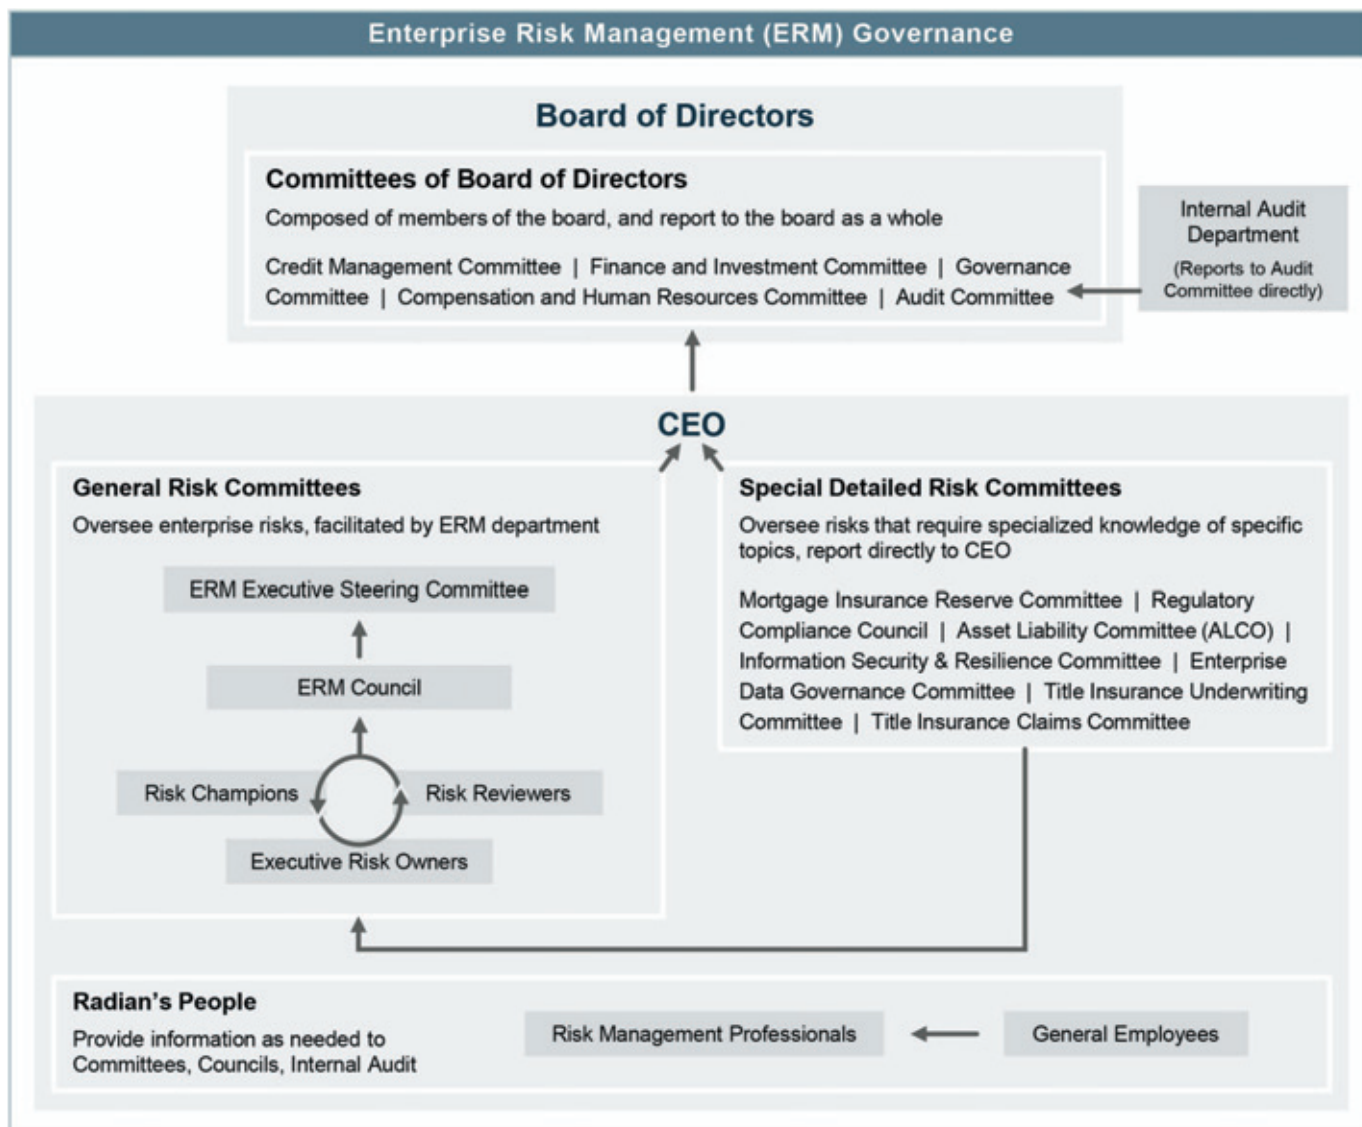 Enterprise Risk Management (ERM) Governance
Board of Directors
Committees of Board of Directors
Composed of members of the board, and report to the board as a whole
Credit Management Committee | Finance and Investment Committee | Governance
Committee | Compensation and Human Resources Committee | Audit Committee
Internal Audit
Department
(Reports to Audit
Committee directly)
CEO
General Risk Committees
Oversee enterprise risks, facilitated by ERM department
ERM Executive Steering Committee
ERM Council
Risk Champions
Risk Reviewers
Executive Risk Owners
Special Detailed Risk Committees
Oversee risks that require specialized knowledge of specific
topics, report directly to CEO
Mortgage Insurance Reserve Committee | Regulatory
Compliance Council | Asset Liability Committee (ALCO) |
Information Security & Resilience Committee | Enterprise
Data Governance Committee | Title Insurance Underwriting
Committee | Title Insurance Claims Committee
Radian's People
Provide information as needed to
Committees, Councils, Internal Audit
Risk Management Professionals
General Employees